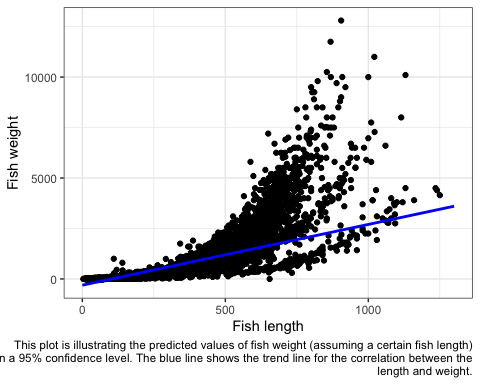 10000
5000
0
Fish weight
0
500
1000
Fish length
This plot is illustrating the predicted values of fish weight (assuming a certain fish length)
a 95% confidence level. The blue line shows the trend line for the correlation between the
length and weight.